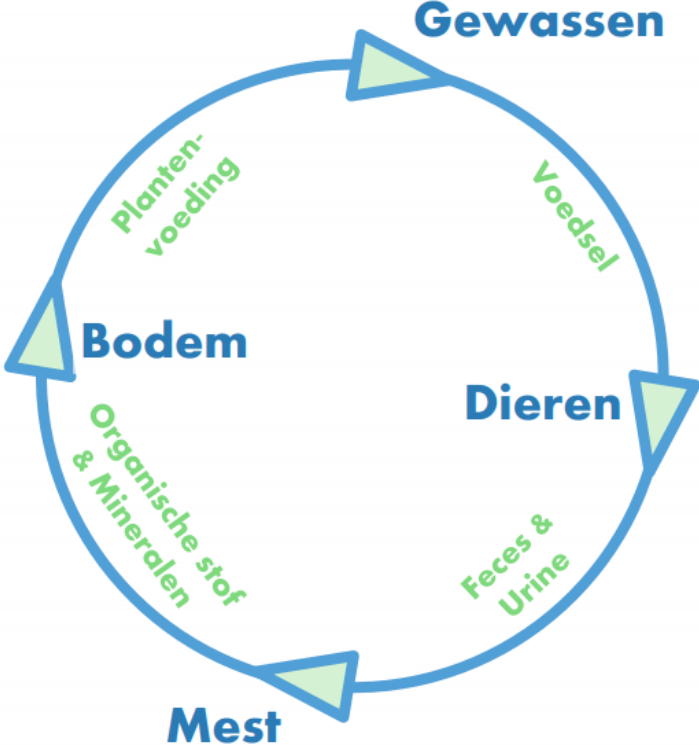 Gewassen
Planten-
voeding
Voedsel
Bodem
Dieren
Organische stof
& Mineralen
Feces &
Urine
Mest